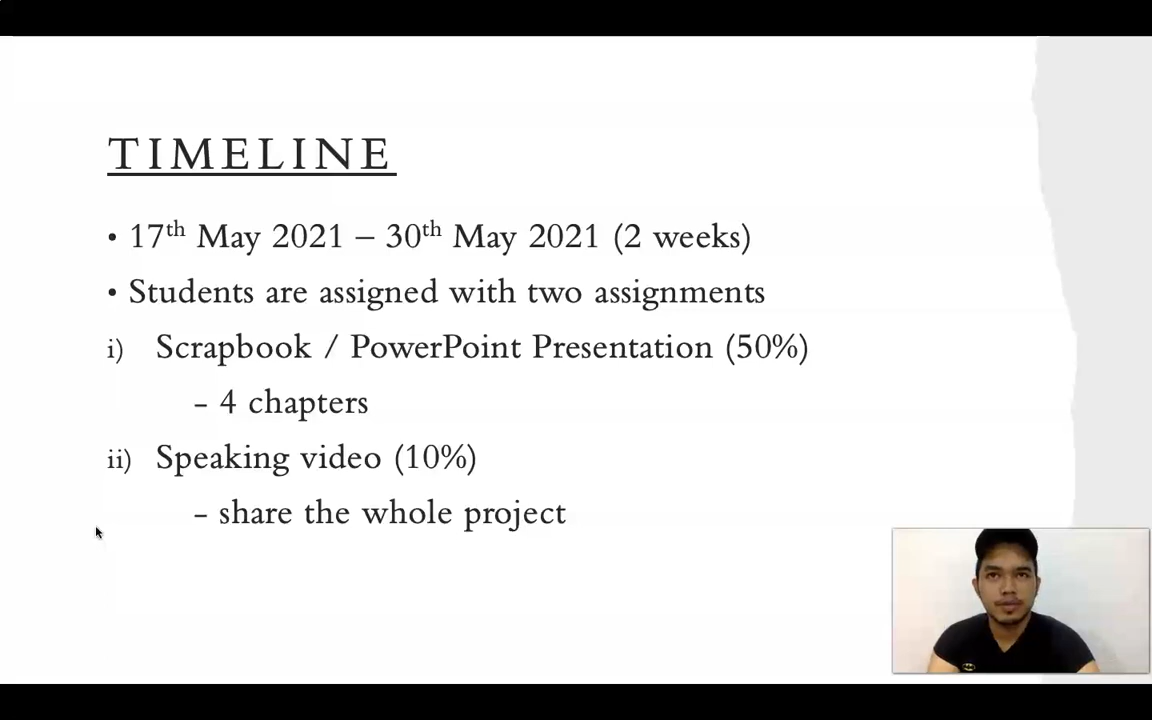 TIMELINE
• 17th May 2021 – 30th May 2021 (2 weeks)
• Students are assigned with two assignments
i) Scrapbook / PowerPoint Presentation (50%)
- 4 chapters
ii) Speaking video (10%)
- share the whole project